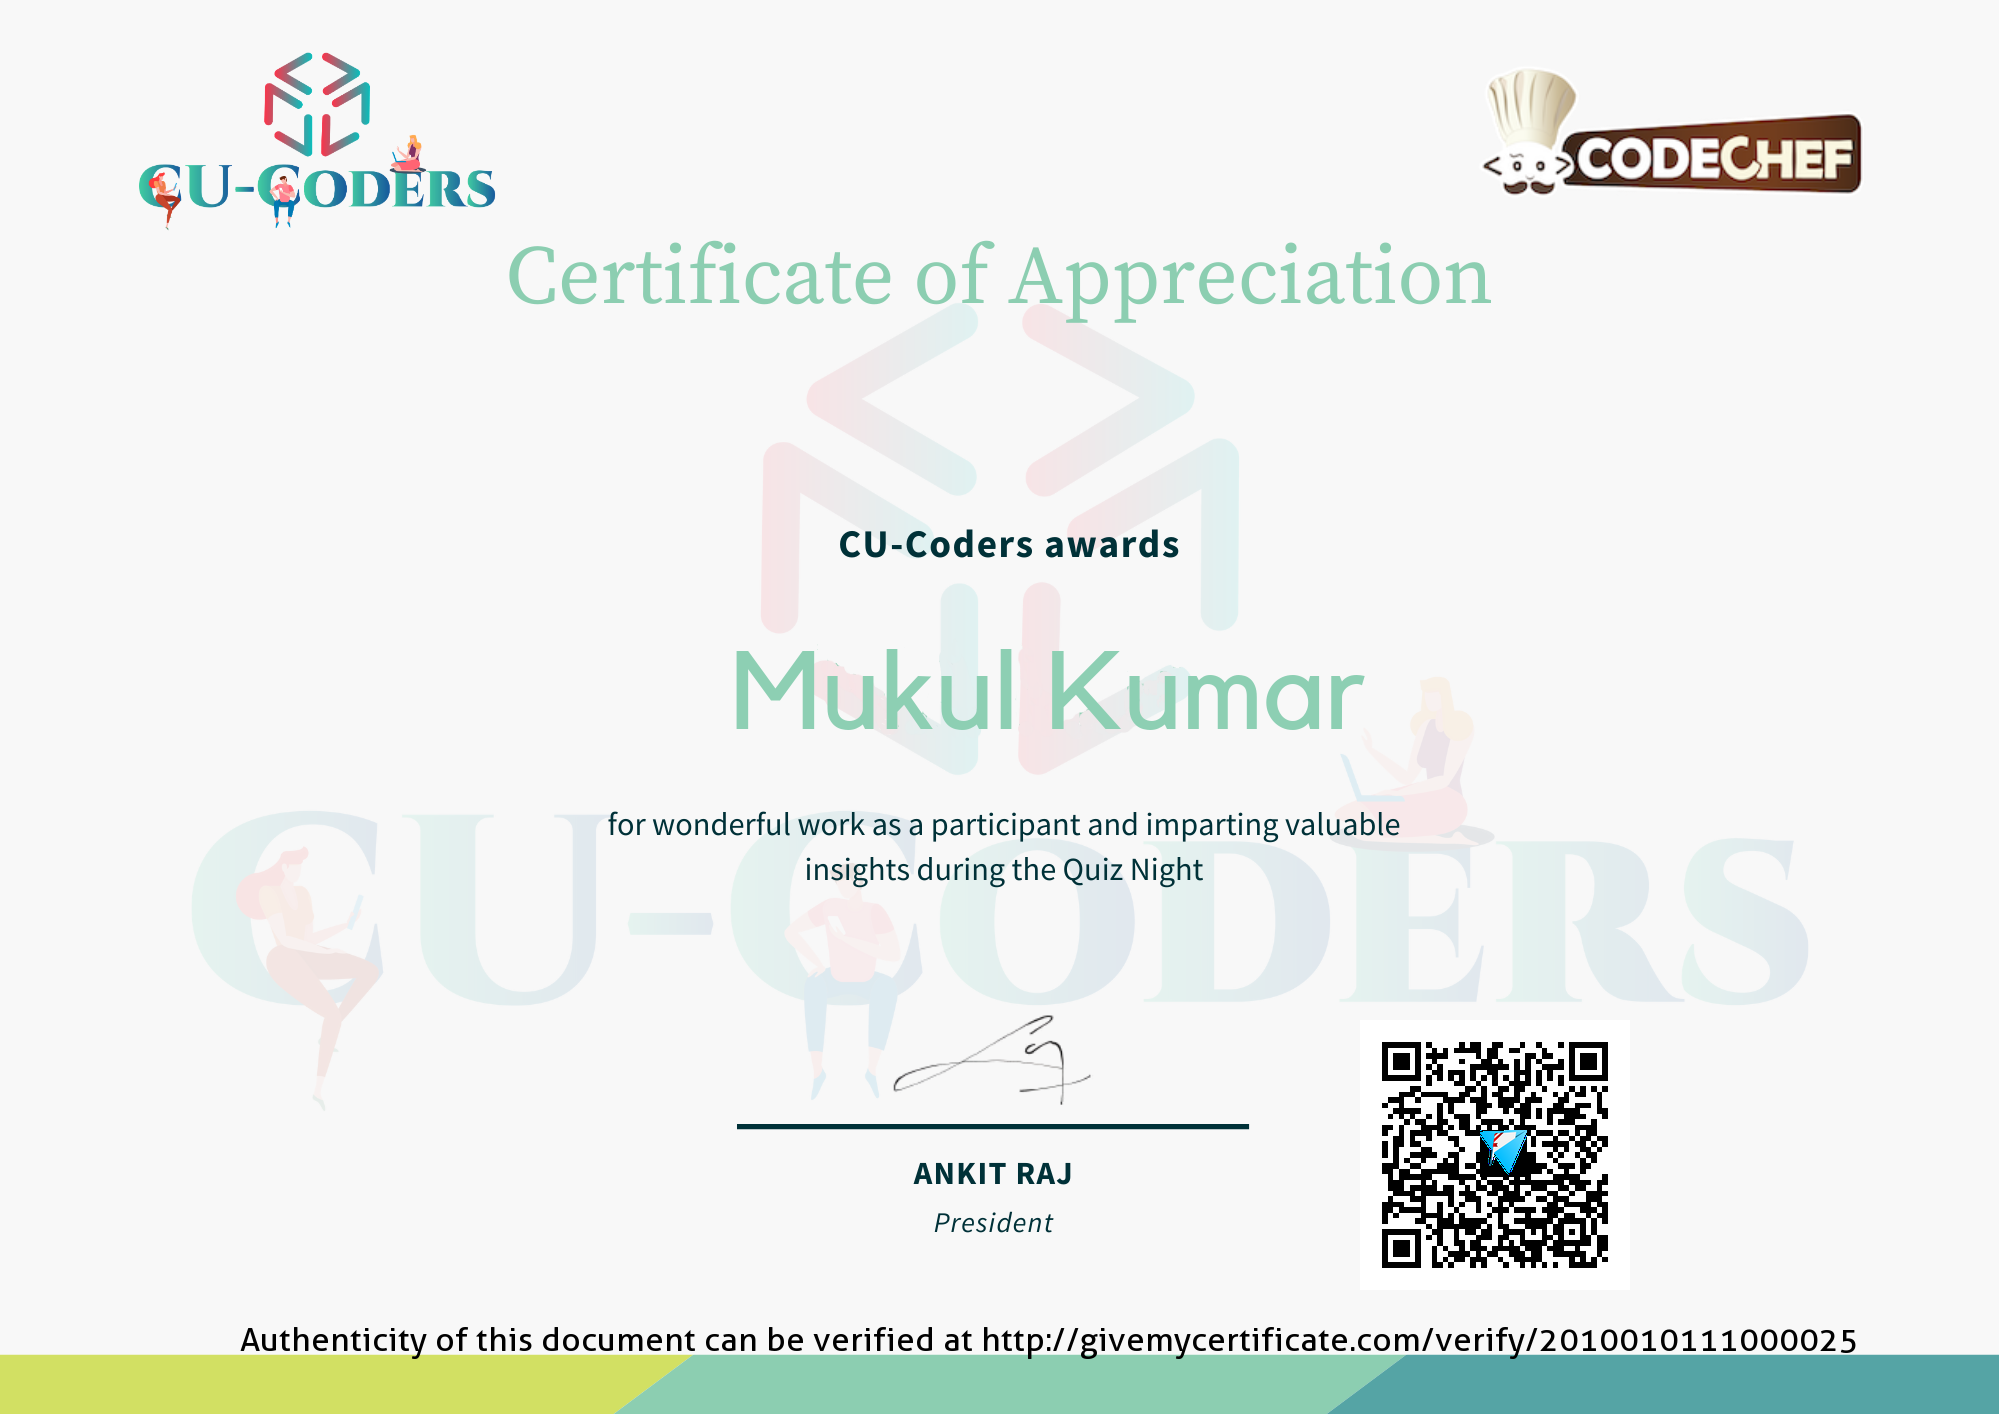 CU-CODERS
CODECHEF
Certificate of Appreciation
CU-Coders awards
Mukul Kumar
for wonderful work as a participant and imparting valuable
insights during the Quiz Night
CU-CODERS
ANKIT RAJ
President
Authenticity of this document can be verified at http://givemycertificate.com/verify/2010010111000025